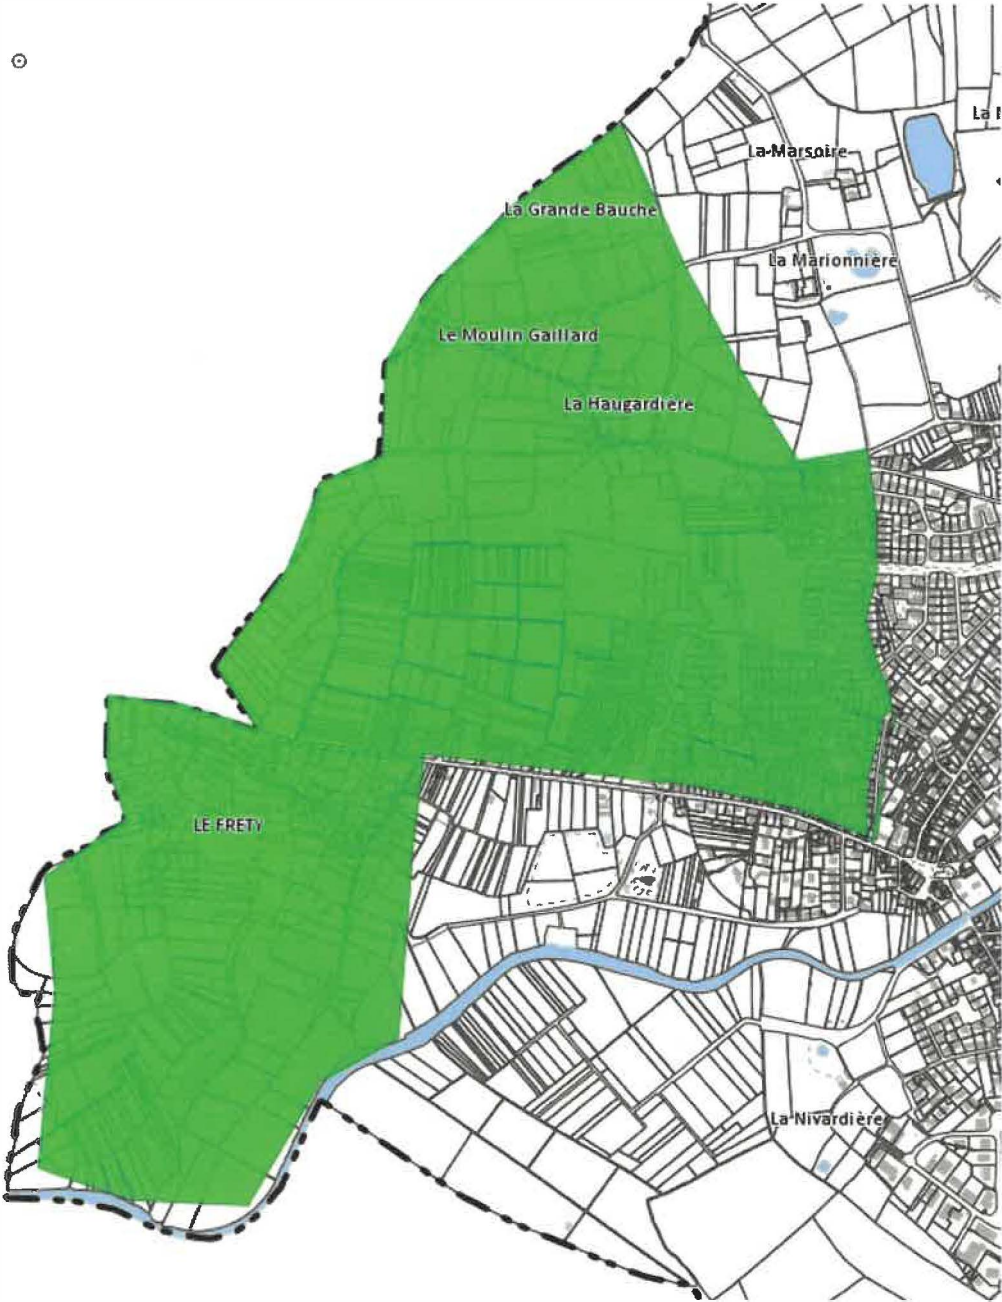 La Marsoire
La Grande Bauche
La Marionnière
Le Moulin Gaillard
La Haugardière
LE FRETY
La Nivardière